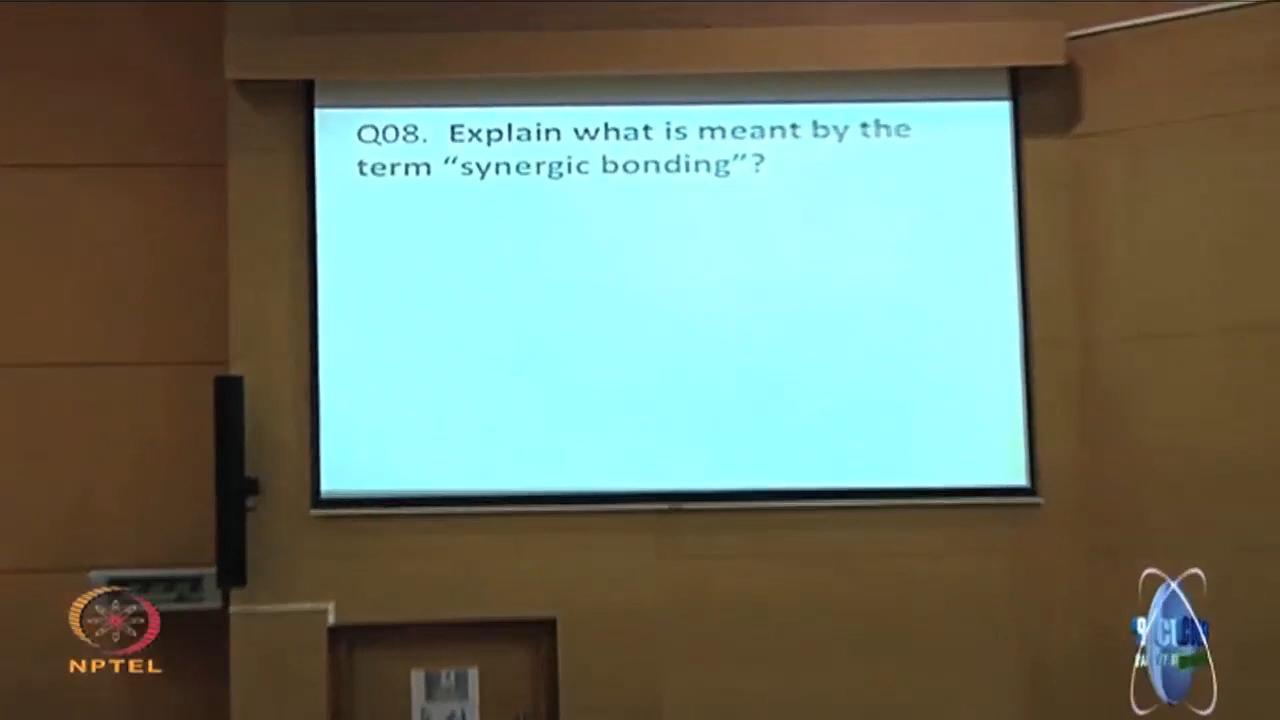 Q08. Explain what is meant by the
term “synergic bonding”?
NPTEL